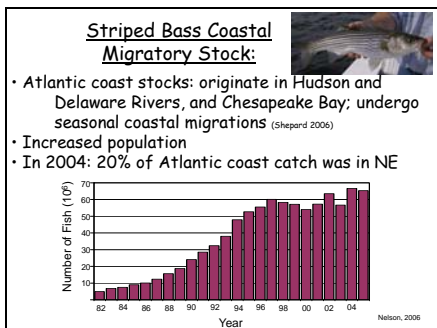 Striped Bass Coastal
Migratory Stock:
• Atlantic coast stocks: originate in Hudson and
Delaware Rivers, and Chesapeake Bay; undergo
seasonal coastal migrations (Shepard 2006)
• Increased population
• In 2004: 20% of Atlantic coast catch was in NE
Number of Fish (10⁶)
70
60
50
40
30
20
10
82 84 86 88 90 92 94 96 98 00 02 04
Year
Nelson, 2006